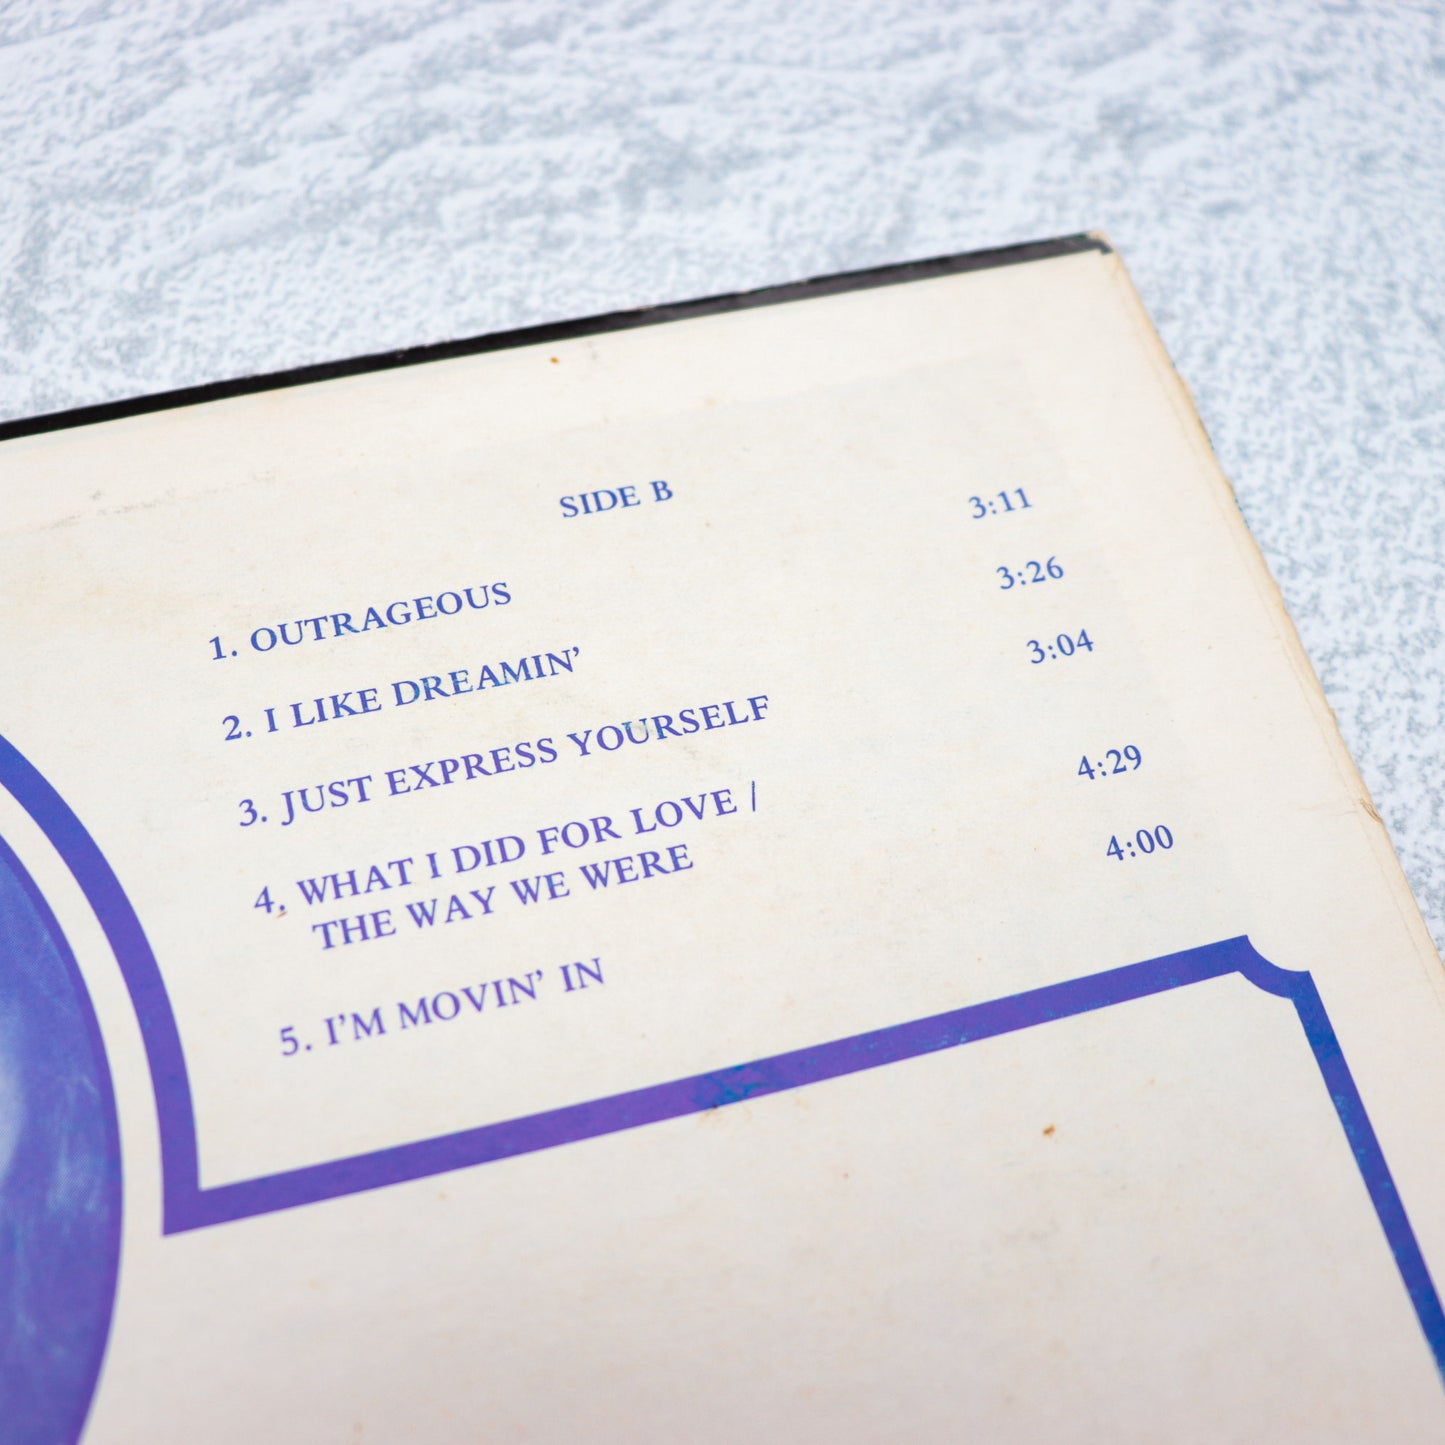 SIDE B
1. OUTRAGEOUS 3:11
2. I LIKE DREAMIN' 3:26
3. JUST EXPRESS YOURSELF 3:04
4. WHAT I DID FOR LOVE /
THE WAY WE WERE 4:29
5. I'M MOVIN' IN 4:00